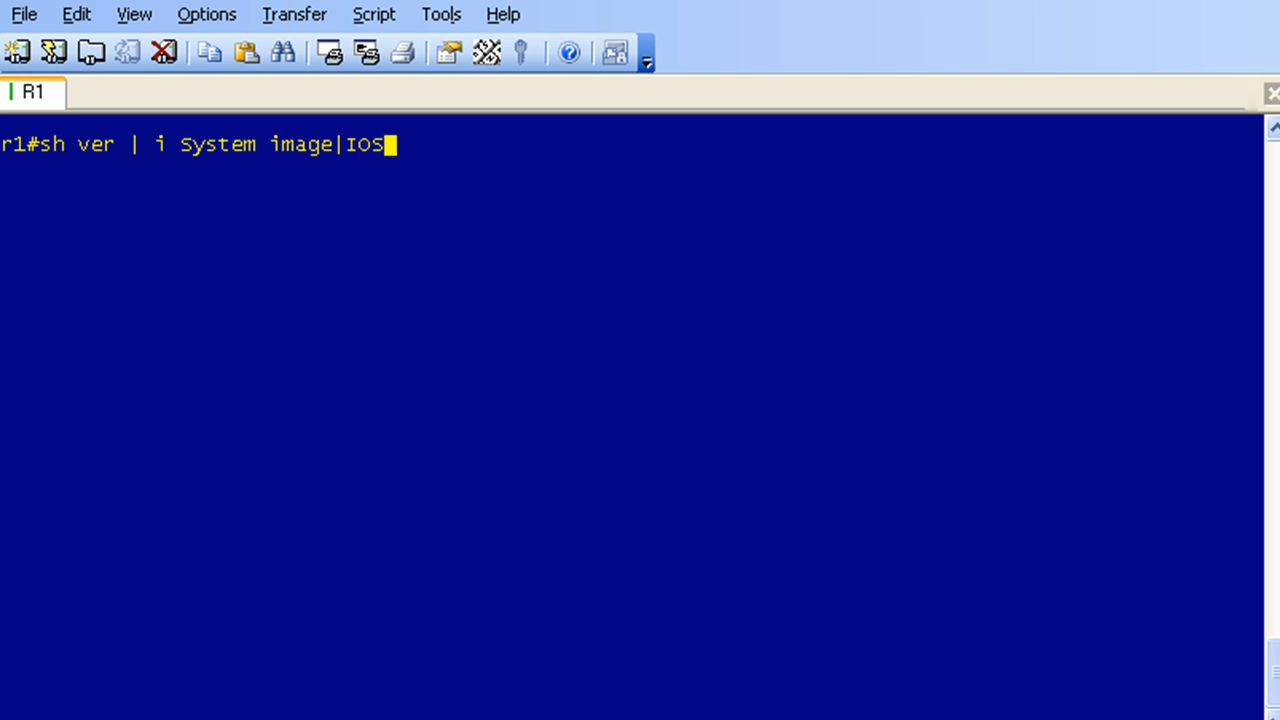 File Edit View Options Transfer Script Tools Help
R1
r1#sh ver | i System image|IOS